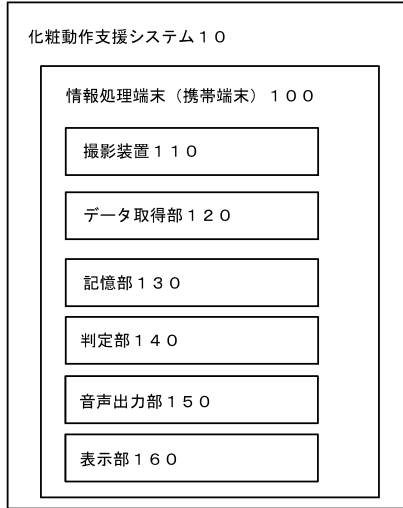 化粧動作支援システム１０
情報処理端末（携帯端末）１００
撮影装置１１０
データ取得部１２０
記憶部１３０
判定部１４０
音声出力部１５０
表示部１６０